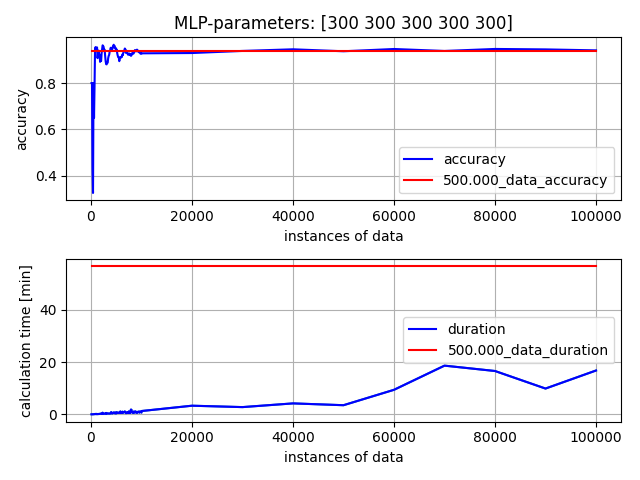 MLP-parameters: [300 300 300 300 300]
accuracy
0.8
0.6
0.4
accuracy
500.000_data_accuracy
0 20000 40000 60000 80000 100000
instances of data
calculation time [min]
40
20
0
duration
500.000_data_duration
0 20000 40000 60000 80000 100000
instances of data